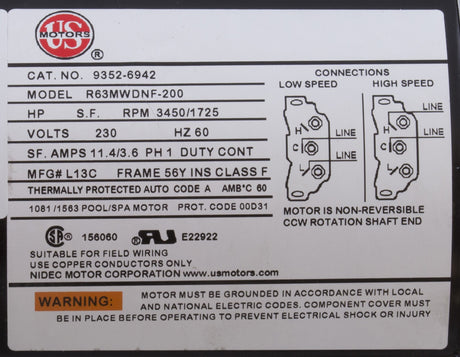 US
MOTORS
®
CAT. NO. 9352-6942
MODEL R63MWDNF-200
HP S.F. RPM 3450/1725
VOLTS 230 HZ 60
SF. AMPS 11.4/3.6 PH 1 DUTY CONT
MFG# L13C FRAME 56Y INS CLASS F
THERMALLY PROTECTED AUTO CODE A AMB°C 60
1081 /1563 POOL/SPA MOTOR PROT. CODE 00D31
156060 E22922
SUITABLE FOR FIELD WIRING
USE COPPER CONDUCTORS ONLY
NIDEC MOTOR CORPORATION www.usmotors.com
CONNECTIONS
LOW SPEED HIGH SPEED
LINE
H
C
L
LINE
LINE
H
C
L
LINE
MOTOR IS NON-REVERSIBLE
CCW ROTATION SHAFT END
WARNING: MOTOR MUST BE GROUNDED IN ACCORDANCE WITH LOCAL
AND NATIONAL ELECTRIC CODES. COMPONENT COVER MUST
BE IN PLACE BEFORE OPERATING TO PREVENT ELECTRICAL SHOCK OR INJURY